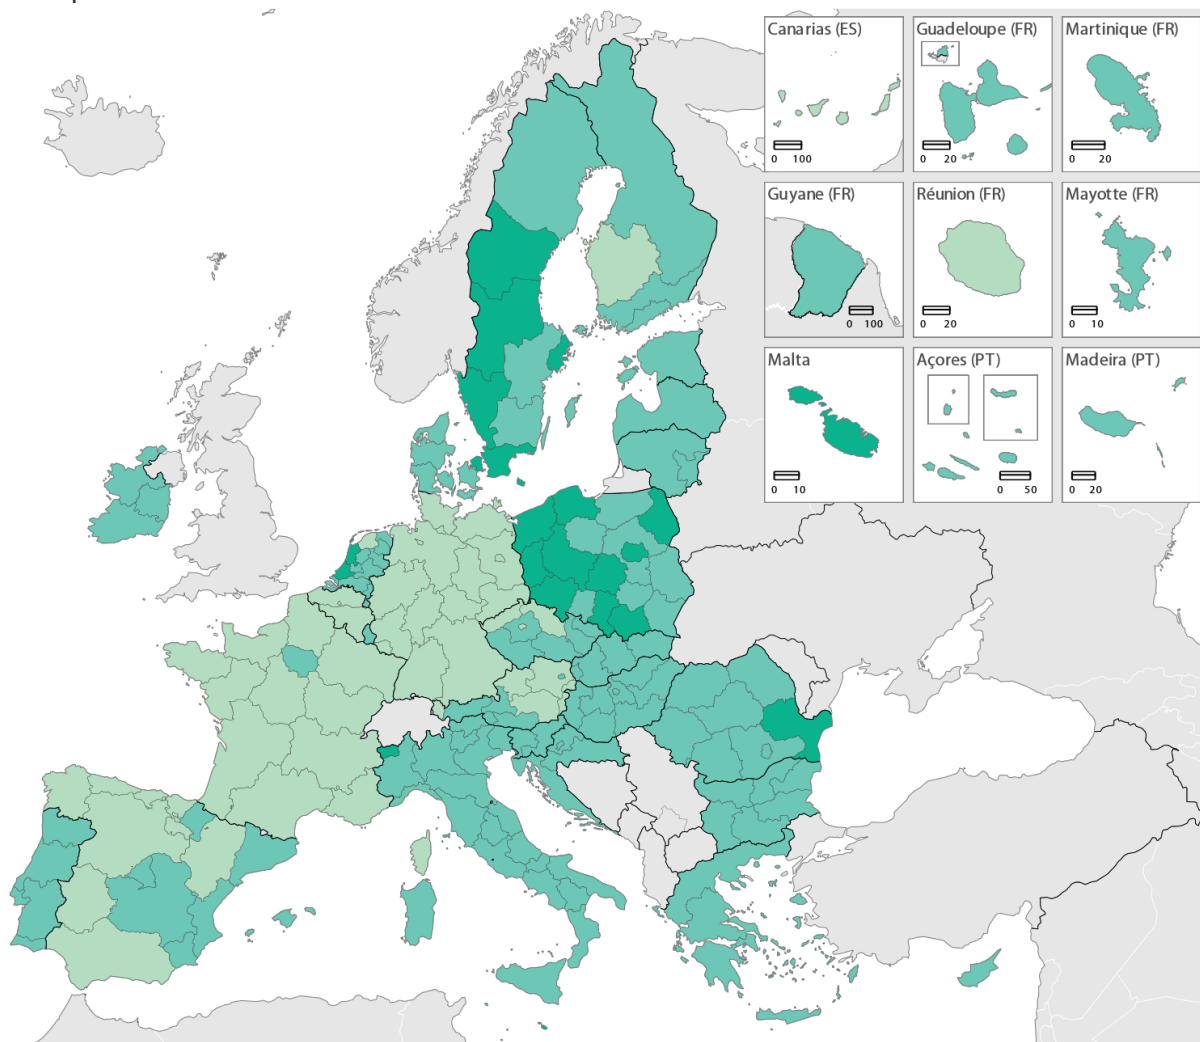 Canarias (ES)
0 100
Guadeloupe (FR)
0 20
Martinique (FR)
0 20
Guyane (FR)
0 100
Réunion (FR)
0 20
Mayotte (FR)
0 10
Malta
0 10
Açores (PT)
0 50
Madeira (PT)
0 20